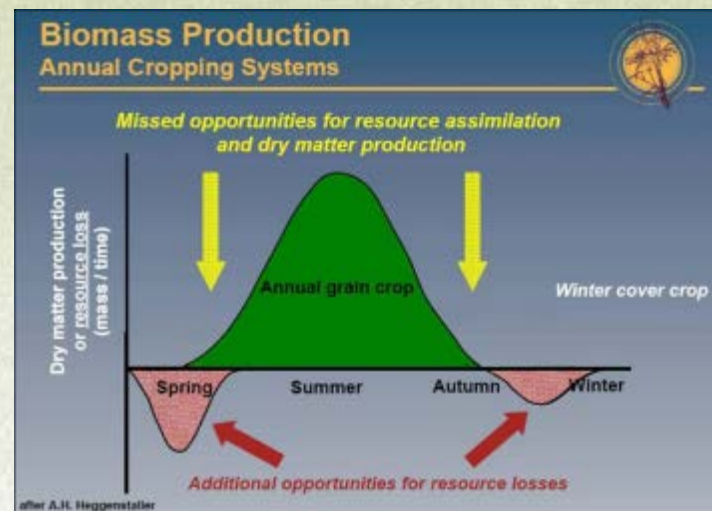 Biomass Production
Annual Cropping Systems
Missed opportunities for resource assimilation
and dry matter production
Dry matter production
or resource loss
(mass / time)
Annual grain crop
Winter cover crop
Spring
Summer
Autumn
Winter
Additional opportunities for resource losses
after A.H. Heggenstaller